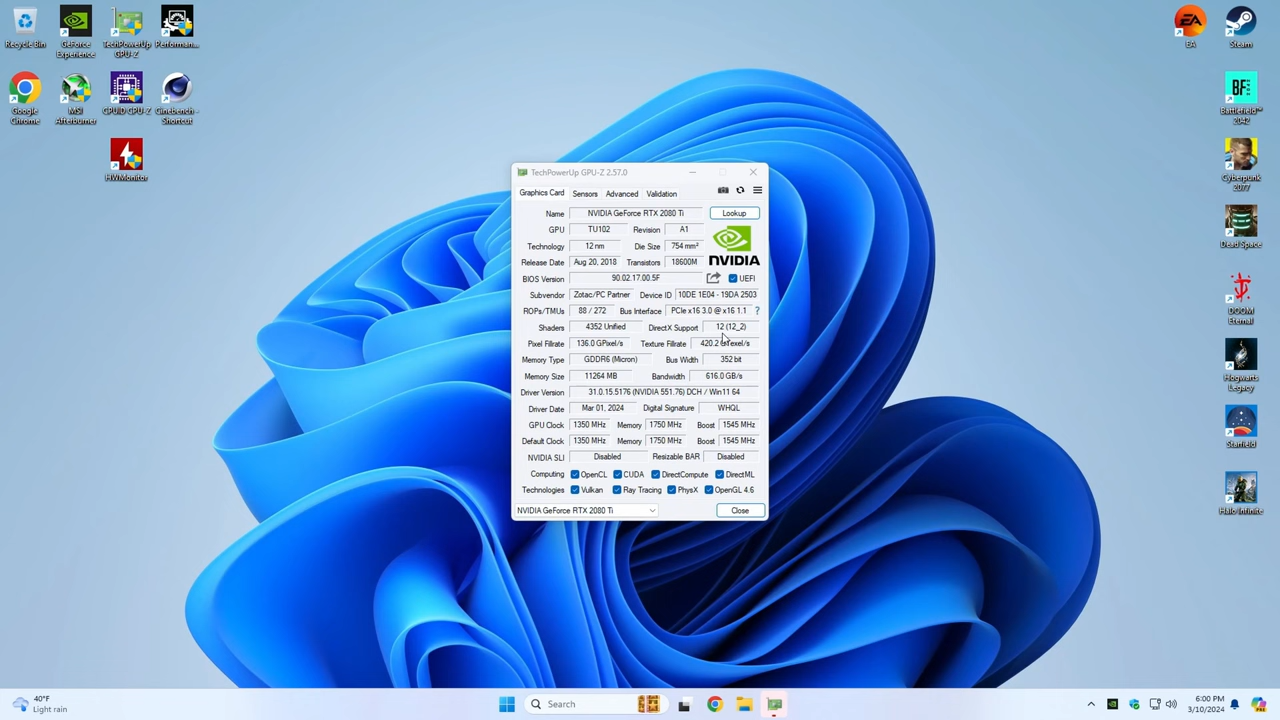 Recycle Bin
GeForce
Experience
TechPowerUp
GPU-Z
Performan...
Google
Chrome
MSI
Afterburner
CPUID CPU-Z
Cinebench -
Shortcut
HWMonitor
EA
EA
Steam
BF
Battlefield™
2042
Cyberpunk
2077
Dead Space
DOOM
Eternal
Hogwarts
Legacy
Starfield
Halo Infinite
TechPowerUp GPU-Z 2.57.0
Graphics Card Sensors Advanced Validation
Name NVIDIA GeForce RTX 2080 Ti Lookup
GPU TU102 Revision A1
Technology 12 nm Die Size 754 mm²
Release Date Aug 20, 2018 Transistors 18600M
NVIDIA
BIOS Version 90.02.17.00.5F UEFI
Subvendor Zotac/PC Partner Device ID 10DE 1E04 - 19DA 2503
ROPs/TMUs 88 / 272 Bus Interface PCIe x16 3.0 @ x16 1.1 ?
Shaders 4352 Unified DirectX Support 12 (12_2)
Pixel Fillrate 136.0 GPixel/s Texture Fillrate 420.2 GTexel/s
Memory Type GDDR6 (Micron) Bus Width 352 bit
Memory Size 11264 MB Bandwidth 616.0 GB/s
Driver Version 31.0.15.5176 (NVIDIA 551.76) DCH / Win11 64
Driver Date Mar 01, 2024 Digital Signature WHQL
GPU Clock 1350 MHz Memory 1750 MHz Boost 1545 MHz
Default Clock 1350 MHz Memory 1750 MHz Boost 1545 MHz
NVIDIA SLI Disabled Resizable BAR Disabled
Computing OpenCL CUDA DirectCompute DirectML
Technologies Vulkan Ray Tracing PhysX OpenGL 4.6
NVIDIA GeForce RTX 2080 Ti Close
40°F
Light rain
Search
6:00 PM
3/10/2024